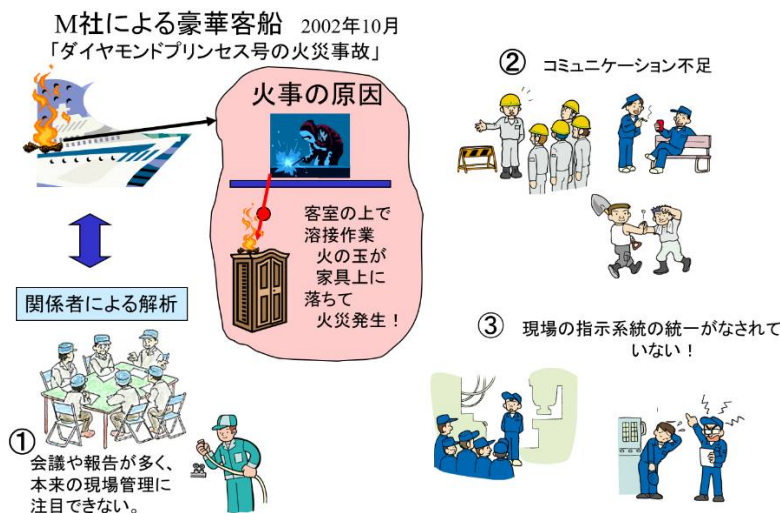 M社による豪華客船 2002年10月
「ダイヤモンドプリンセス号の火災事故」
火事の原因
客室の上で
溶接作業
火の玉が
家具上に
落ちて
火災発生！
関係者による解析
①
会議や報告が多く、
本来の現場管理に
注目できない。
② コミュニケーション不足
③ 現場の指示系統の統一がなされて
いない！